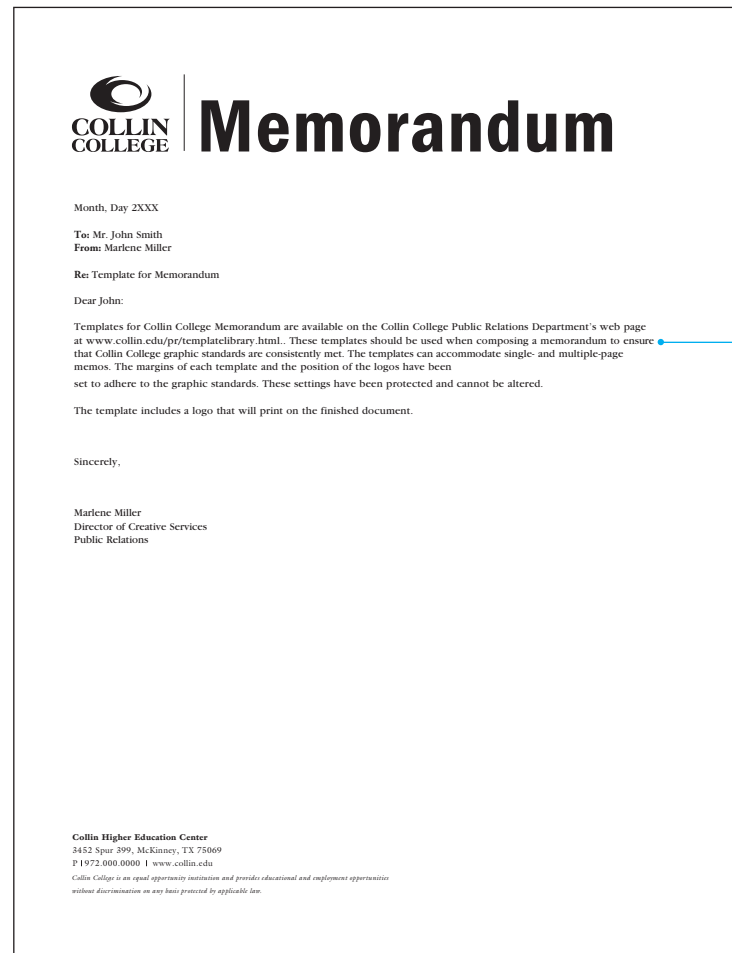 COLLIN
COLLEGE
Memorandum
Month, Day 2XXX
To: Mr. John Smith
From: Marlene Miller
Re: Template for Memorandum
Dear John:
Templates for Collin College Memorandum are available on the Collin College Public Relations Department's web page
at www.collin.edu/pr/templatelibrary.html.. These templates should be used when composing a memorandum to ensure
that Collin College graphic standards are consistently met. The templates can accommodate single- and multiple-page
memos. The margins of each template and the position of the logos have been
set to adhere to the graphic standards. These settings have been protected and cannot be altered.
The template includes a logo that will print on the finished document.
Sincerely,
Marlene Miller
Director of Creative Services
Public Relations
Collin Higher Education Center
3452 Spur 399, McKinney, TX 75069
P | 972.000.0000 | www.collin.edu
Collin College is an equal opportunity institution and provides educational and employment opportunities
without discrimination on any basis protected by applicable law.